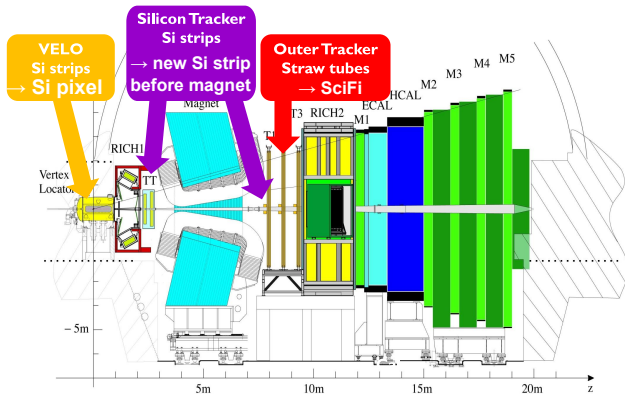 VELO
Si strips
→ Si pixel
Silicon Tracker
Si strips
→ new Si strip
before magnet
Outer Tracker
Straw tubes
→ SciFi
Magnet
T3
RICH2
M1
ECAL
HCAL
M2
M3
M4
M5
RICH1
TT
Vertex
Locator
− 5m
5m
10m
15m
20m
z